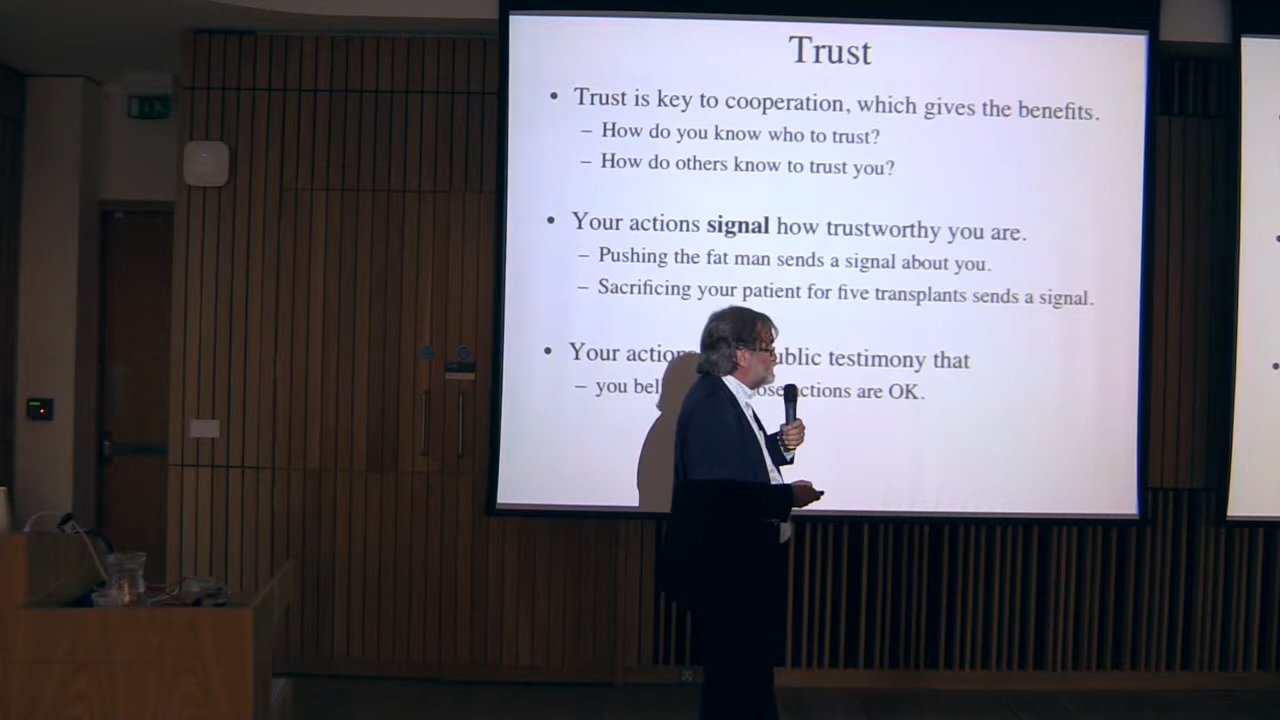 Trust
• Trust is key to cooperation, which gives the benefits.
– How do you know who to trust?
– How do others know to trust you?
• Your actions signal how trustworthy you are.
– Pushing the fat man sends a signal about you.
– Sacrificing your patient for five transplants sends a signal.
• Your ublic testimony that
– you ctions are OK.